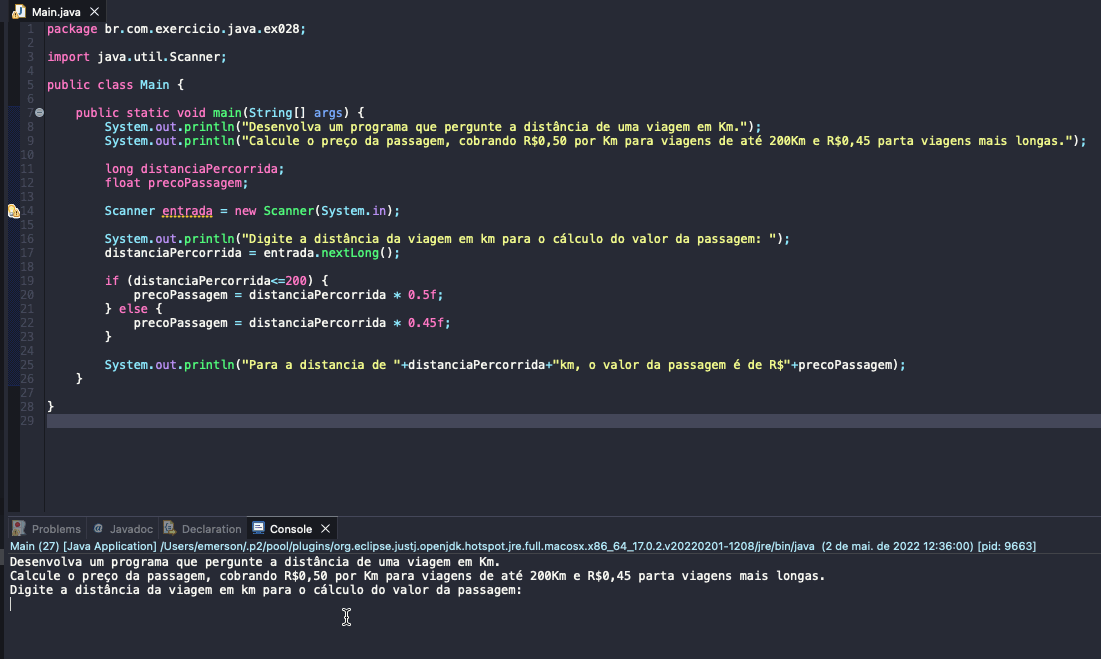 Main.java
1 package br.com.exercicio.java.ex028;
2
3 import java.util.Scanner;
4
5 public class Main {
6
7 public static void main(String[] args) {
8 System.out.println("Desenvolva um programa que pergunte a distância de uma viagem em Km.");
9 System.out.println("Calcule o preço da passagem, cobrando R$0,50 por Km para viagens de até 200Km e R$0,45 parta viagens mais longas.");
10
11 long distanciaPercorrida;
12 float precoPassagem;
13
14 Scanner entrada = new Scanner(System.in);
15
16 System.out.println("Digite a distância da viagem em km para o cálculo do valor da passagem: ");
17 distanciaPercorrida = entrada.nextLong();
18
19 if (distanciaPercorrida<=200) {
20 precoPassagem = distanciaPercorrida * 0.5f;
21 } else {
22 precoPassagem = distanciaPercorrida * 0.45f;
23 }
24
25 System.out.println("Para a distancia de "+distanciaPercorrida+"km, o valor da passagem é de R$"+precoPassagem);
26 }
27
28 }
29
Problems @ Javadoc Declaration Console
Main (27) [Java Application] /Users/emerson/.p2/pool/plugins/org.eclipse.justj.openjdk.hotspot.jre.full.macosx.x86_64_17.0.2.v20220201-1208/jre/bin/java (2 de mai. de 2022 12:36:00) [pid: 9663]
Desenvolva um programa que pergunte a distância de uma viagem em Km.
Calcule o preço da passagem, cobrando R$0,50 por Km para viagens de até 200Km e R$0,45 parta viagens mais longas.
Digite a distância da viagem em km para o cálculo do valor da passagem: